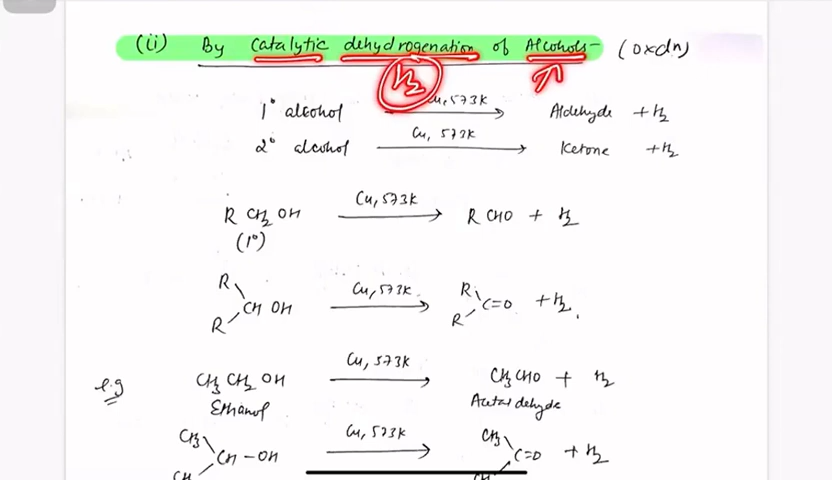 (ii) By Catalytic dehydrogenation of Alcohols - (oxdn)
H₂
1° alcohol Cu, 573K → Aldehyde + H₂
2° alcohol Cu, 573K → Ketone + H₂
R CH₂ OH Cu, 573K → R CHO + H₂
(1°)
R
CH OH Cu, 573K. → R C=O + H₂.
R R
e.g CH₃ CH₂ OH Cu, 573K → CH₃ CHO + H₂
Ethanol Acetaldehyde
CH₃ CH₃
CH - OH Cu, 573K → C=O + H₂